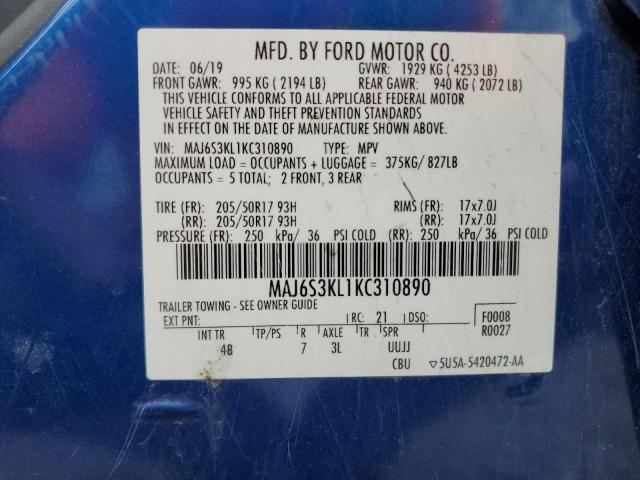 MFD. BY FORD MOTOR CO.
DATE: 06/19 GVWR: 1929 KG ( 4253 LB)
FRONT GAWR: 995 KG ( 2194 LB) REAR GAWR: 940 KG ( 2072 LB)
THIS VEHICLE CONFORMS TO ALL APPLICABLE FEDERAL MOTOR
VEHICLE SAFETY AND THEFT PREVENTION STANDARDS
IN EFFECT ON THE DATE OF MANUFACTURE SHOWN ABOVE.
VIN: MAJ6S3KL1KC310890 TYPE: MPV
MAXIMUM LOAD = OCCUPANTS + LUGGAGE = 375KG/ 827LB
OCCUPANTS = 5 TOTAL; 2 FRONT, 3 REAR
TIRE (FR): 205/50R17 93H RIMS (FR): 17x7.0J
(RR): 205/50R17 93H (RR): 17x7.0J
PRESSURE (FR): 250 kPa/ 36 PSI COLD (RR): 250 kPa/ 36 PSI COLD
MAJ6S3KL1KC310890
TRAILER TOWING - SEE OWNER GUIDE
EXT PNT: RC: 21 DSO: F0008
R0027
INT TR TP/PS R AXLE TR SPR
4B 7 3L UUJJ
CBU ▽5U5A-5420472-AA